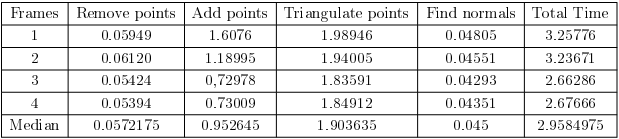 Frames Remove points Add points Triangulate points Find normals Total Time
1 0.05949 1.6076 1.98946 0.04805 3.25776
2 0.06120 1.18995 1.94005 0.04551 3.23671
3 0.05424 0,72978 1.83591 0.04293 2.66286
4 0.05394 0.73009 1.84912 0.04351 2.67666
Median 0.0572175 0.952645 1.903635 0.045 2.9584975